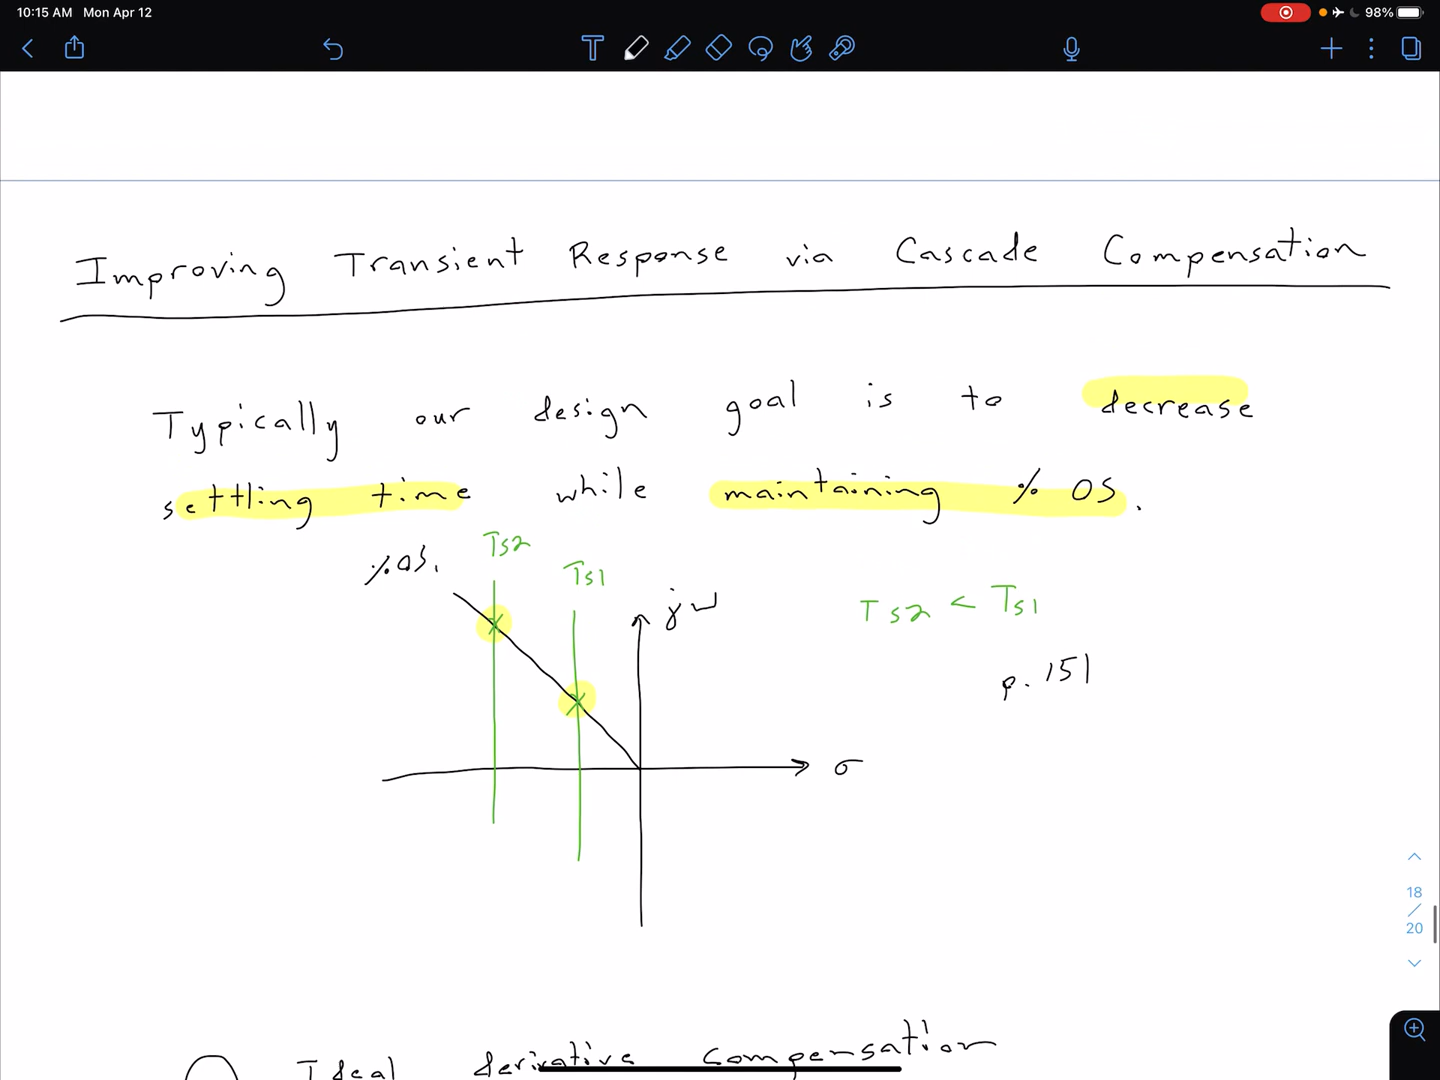 10:15 AM Mon Apr 12
98%
T
Improving Transient Response via Cascade Compensation
Typically our design goal is to decrease
settling time while maintaining % OS.
%OS.
Ts2
Ts1
jω
Ts2 < Ts1
p. 151
σ
18
/
20
Ideal derivative compensation